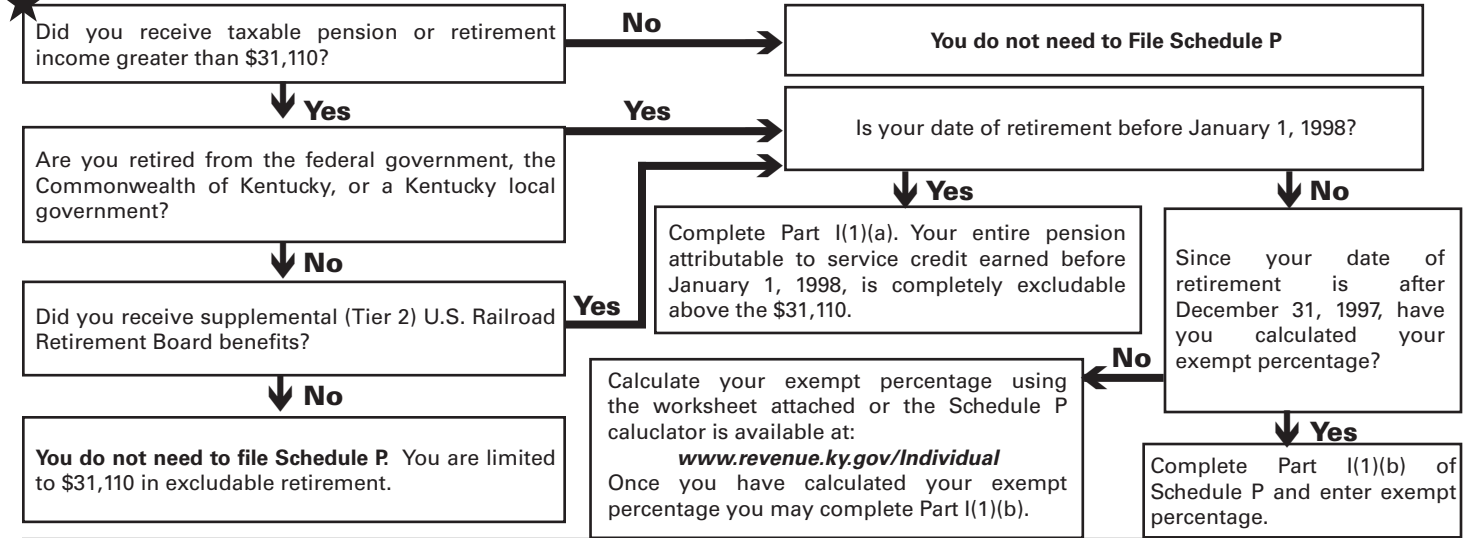 Did you receive taxable pension or retirement
income greater than $31,110?
No
You do not need to File Schedule P
Yes
Are you retired from the federal government, the
Commonwealth of Kentucky, or a Kentucky local
government?
Yes
Is your date of retirement before January 1, 1998?
No
Did you receive supplemental (Tier 2) U.S. Railroad
Retirement Board benefits?
Yes
No
You do not need to file Schedule P. You are limited
to $31,110 in excludable retirement.
Yes
Complete Part I(1)(a). Your entire pension
attributable to service credit earned before
January 1, 1998, is completely excludable
above the $31,110.
No
Since your date of
retirement is after
December 31, 1997, have
you calculated your
exempt percentage?
No
Calculate your exempt percentage using
the worksheet attached or the Schedule P
caluclator is available at:
www.revenue.ky.gov/Individual
Once you have calculated your exempt
percentage you may complete Part I(1)(b).
Yes
Complete Part I(1)(b) of
Schedule P and enter exempt
percentage.